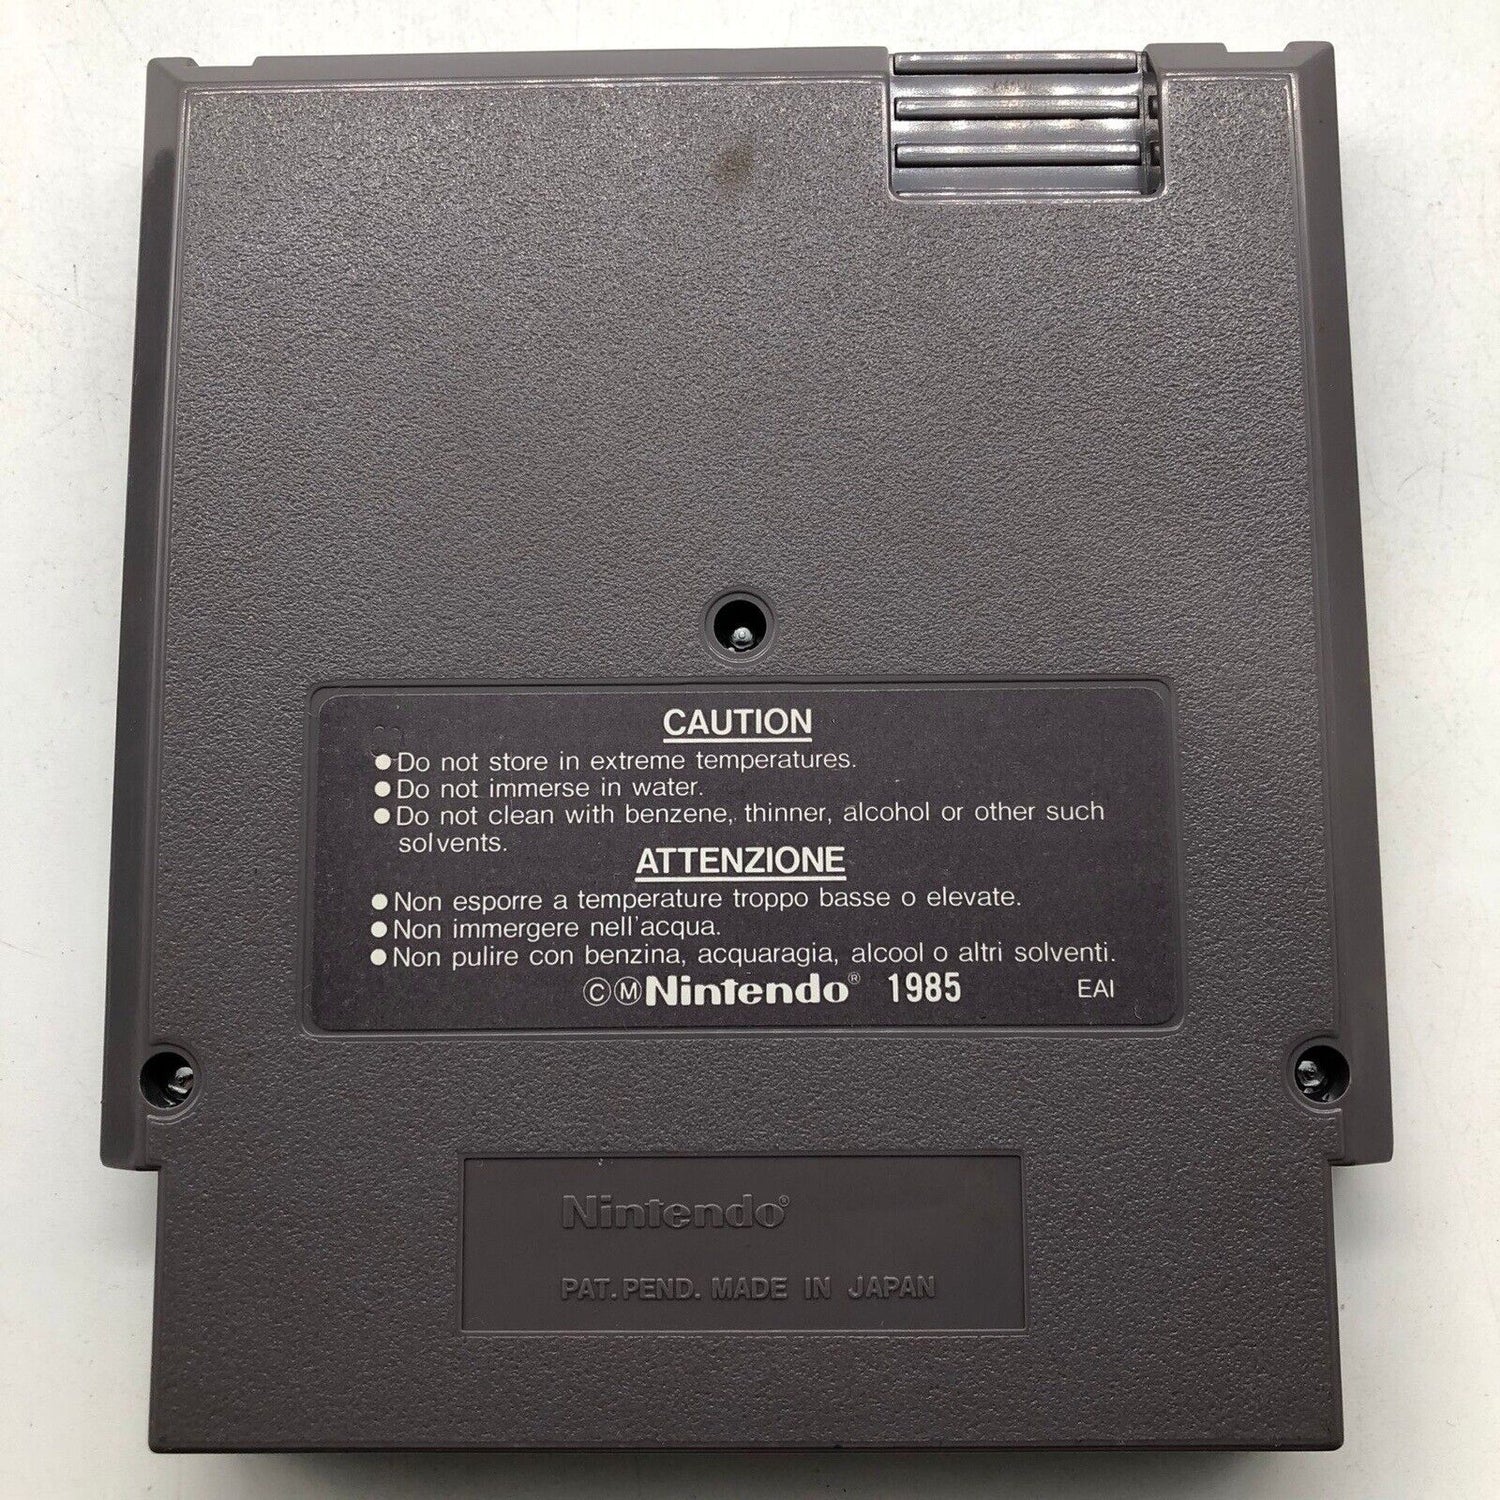 CAUTION
●Do not store in extreme temperatures.
●Do not immerse in water.
●Do not clean with benzene, thinner, alcohol or other such
solvents.
ATTENZIONE
●Non esporre a temperature troppo basse o elevate.
●Non immergere nell'acqua.
●Non pulire con benzina, acquaragia, alcool o altri solventi.
ⒸⓂNintendo® 1985 EAI
Nintendo®
PAT. PEND. MADE IN JAPAN